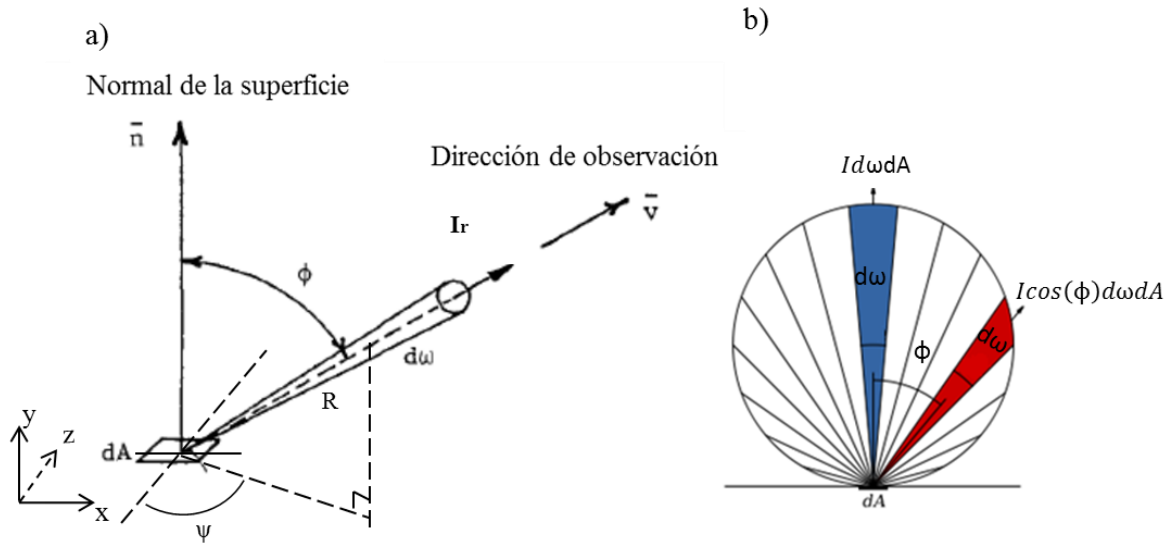 a)
Normal de la superficie
n̄
Dirección de observación
v̄
Ir
ϕ
dω
R
dA
y
z
x
ψ
b)
IdωdA
dω
Icos(ϕ)dωdA
dω
ϕ
dA